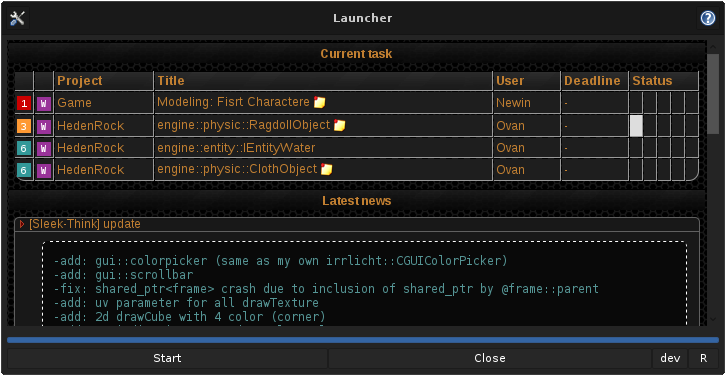 Launcher
?
Current task
Project Title User Deadline Status
1 W Game Modeling: Fisrt Charactere Newin -
3 W HedenRock engine::physic::RagdollObject Ovan -
6 W HedenRock engine::entity::IEntityWater Ovan -
6 W HedenRock engine::physic::ClothObject Ovan -
Latest news
[Sleek-Think] update
-add: gui::colorpicker (same as my own irrlicht::CGUIColorPicker)
-add: gui::scrollbar
-fix: shared_ptr<frame> crash due to inclusion of shared_ptr by @frame::parent
-add: uv parameter for all drawTexture
-add: 2d drawCube with 4 color (corner)
Start Close dev R